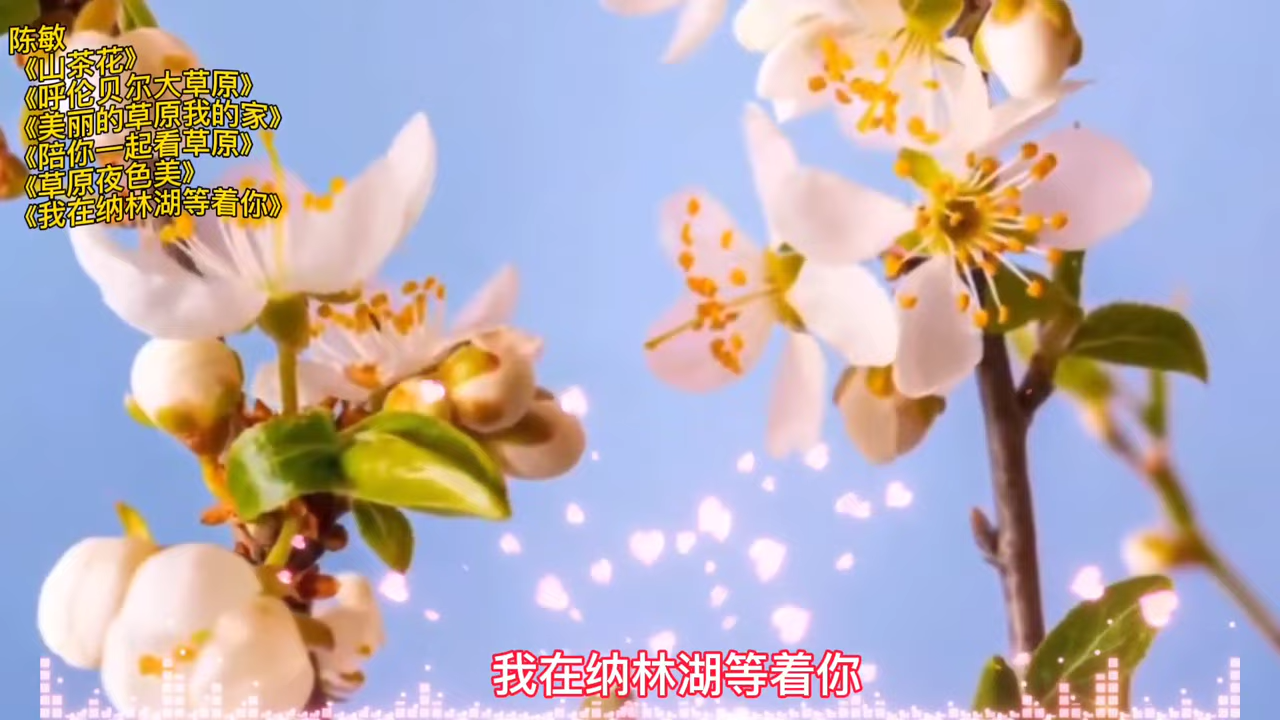 陈敏
《山茶花》
《呼伦贝尔大草原》
《美丽的草原我的家》
《陪你一起看草原》
《草原夜色美》
《我在纳林湖等着你》
我在纳林湖等着你